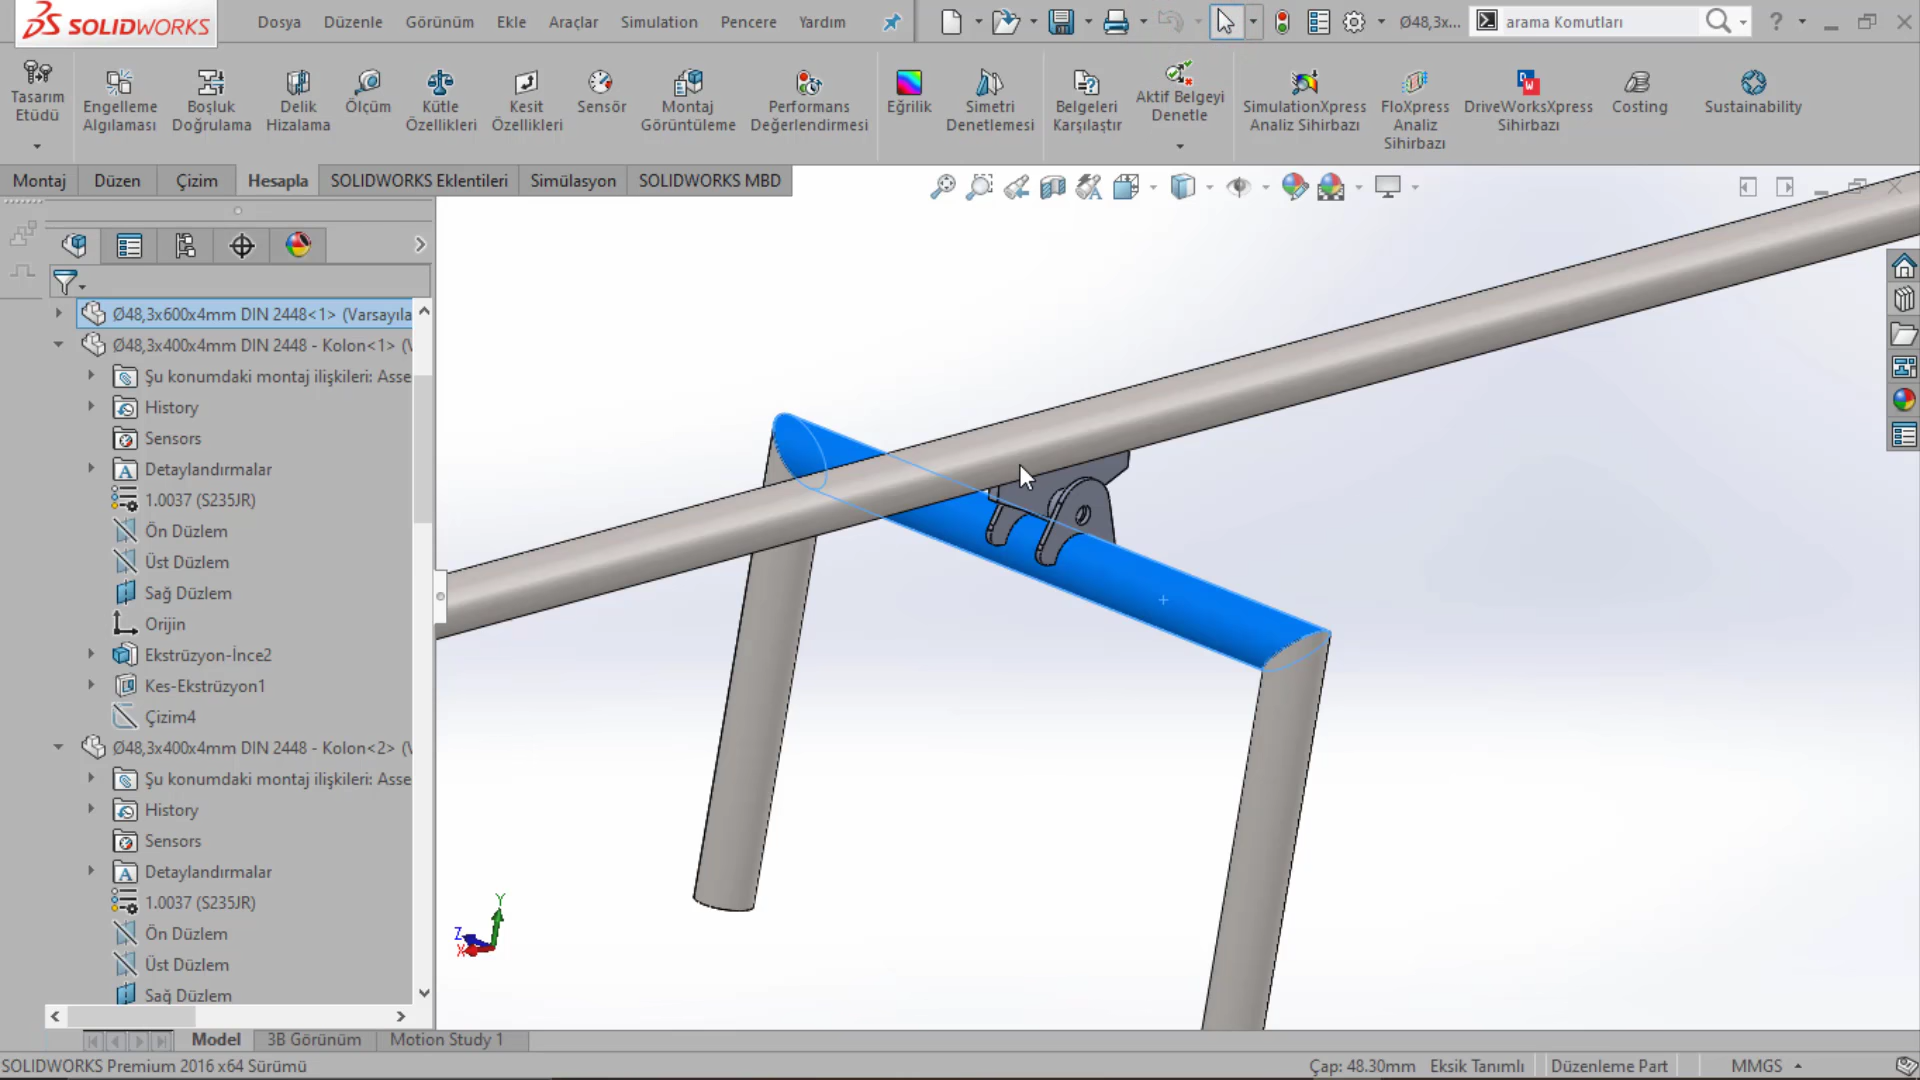 SOLIDWORKS
Dosya Düzenle Görünüm Ekle Araçlar Simulation Pencere Yardım
Ø48,3x...
arama Komutları
Tasarım Etüdü
Engelleme Algılaması
Boşluk Doğrulama
Delik Hizalama
Ölçüm
Kütle Özellikleri
Kesit Özellikleri
Sensör
Montaj Görüntüleme
Performans Değerlendirmesi
Eğrilik
Simetri Denetlemesi
Belgeleri Karşılaştır
Aktif Belgeyi Denetle
SimulationXpress Analiz Sihirbazı
FloXpress Analiz Sihirbazı
DriveWorksXpress Sihirbazı
Costing
Sustainability
Montaj Düzen Çizim Hesapla SOLIDWORKS Eklentileri Simülasyon SOLIDWORKS MBD
Ø48,3x600x4mm DIN 2448<1> (Varsayıla
Ø48,3x400x4mm DIN 2448 - Kolon<1> (V
Şu konumdaki montaj ilişkileri: Asse
History
Sensors
Detaylandırmalar
1.0037 (S235JR)
Ön Düzlem
Üst Düzlem
Sağ Düzlem
Orijin
Ekstrüzyon-İnce2
Kes-Ekstrüzyon1
Çizim4
Ø48,3x400x4mm DIN 2448 - Kolon<2> (V
Şu konumdaki montaj ilişkileri: Asse
History
Sensors
Detaylandırmalar
1.0037 (S235JR)
Ön Düzlem
Üst Düzlem
Sağ Düzlem
Y
Z
X
Model 3B Görünüm Motion Study 1
SOLIDWORKS Premium 2016 x64 Sürümü
Çap: 48.30mm Eksik Tanımlı Düzenleme Part MMGS